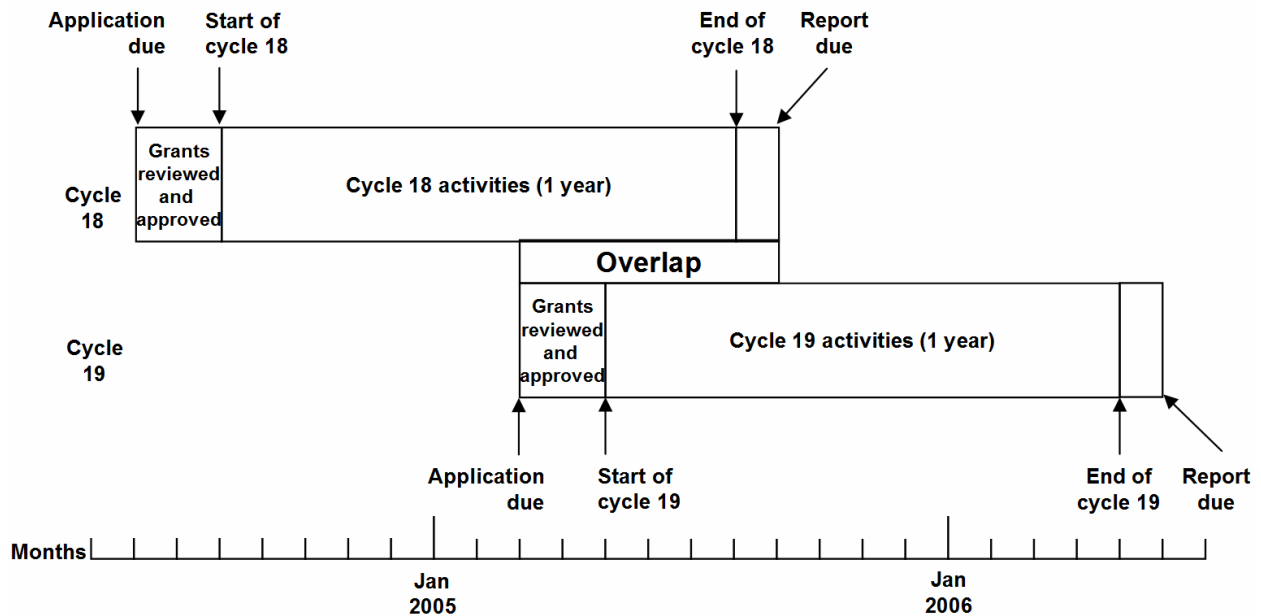 Application due
Start of cycle 18
End of cycle 18
Report due
Cycle 18
Grants reviewed and approved
Cycle 18 activities (1 year)
Overlap
Cycle 19
Grants reviewed and approved
Cycle 19 activities (1 year)
Application due
Start of cycle 19
End of cycle 19
Report due
Months
Jan 2005
Jan 2006